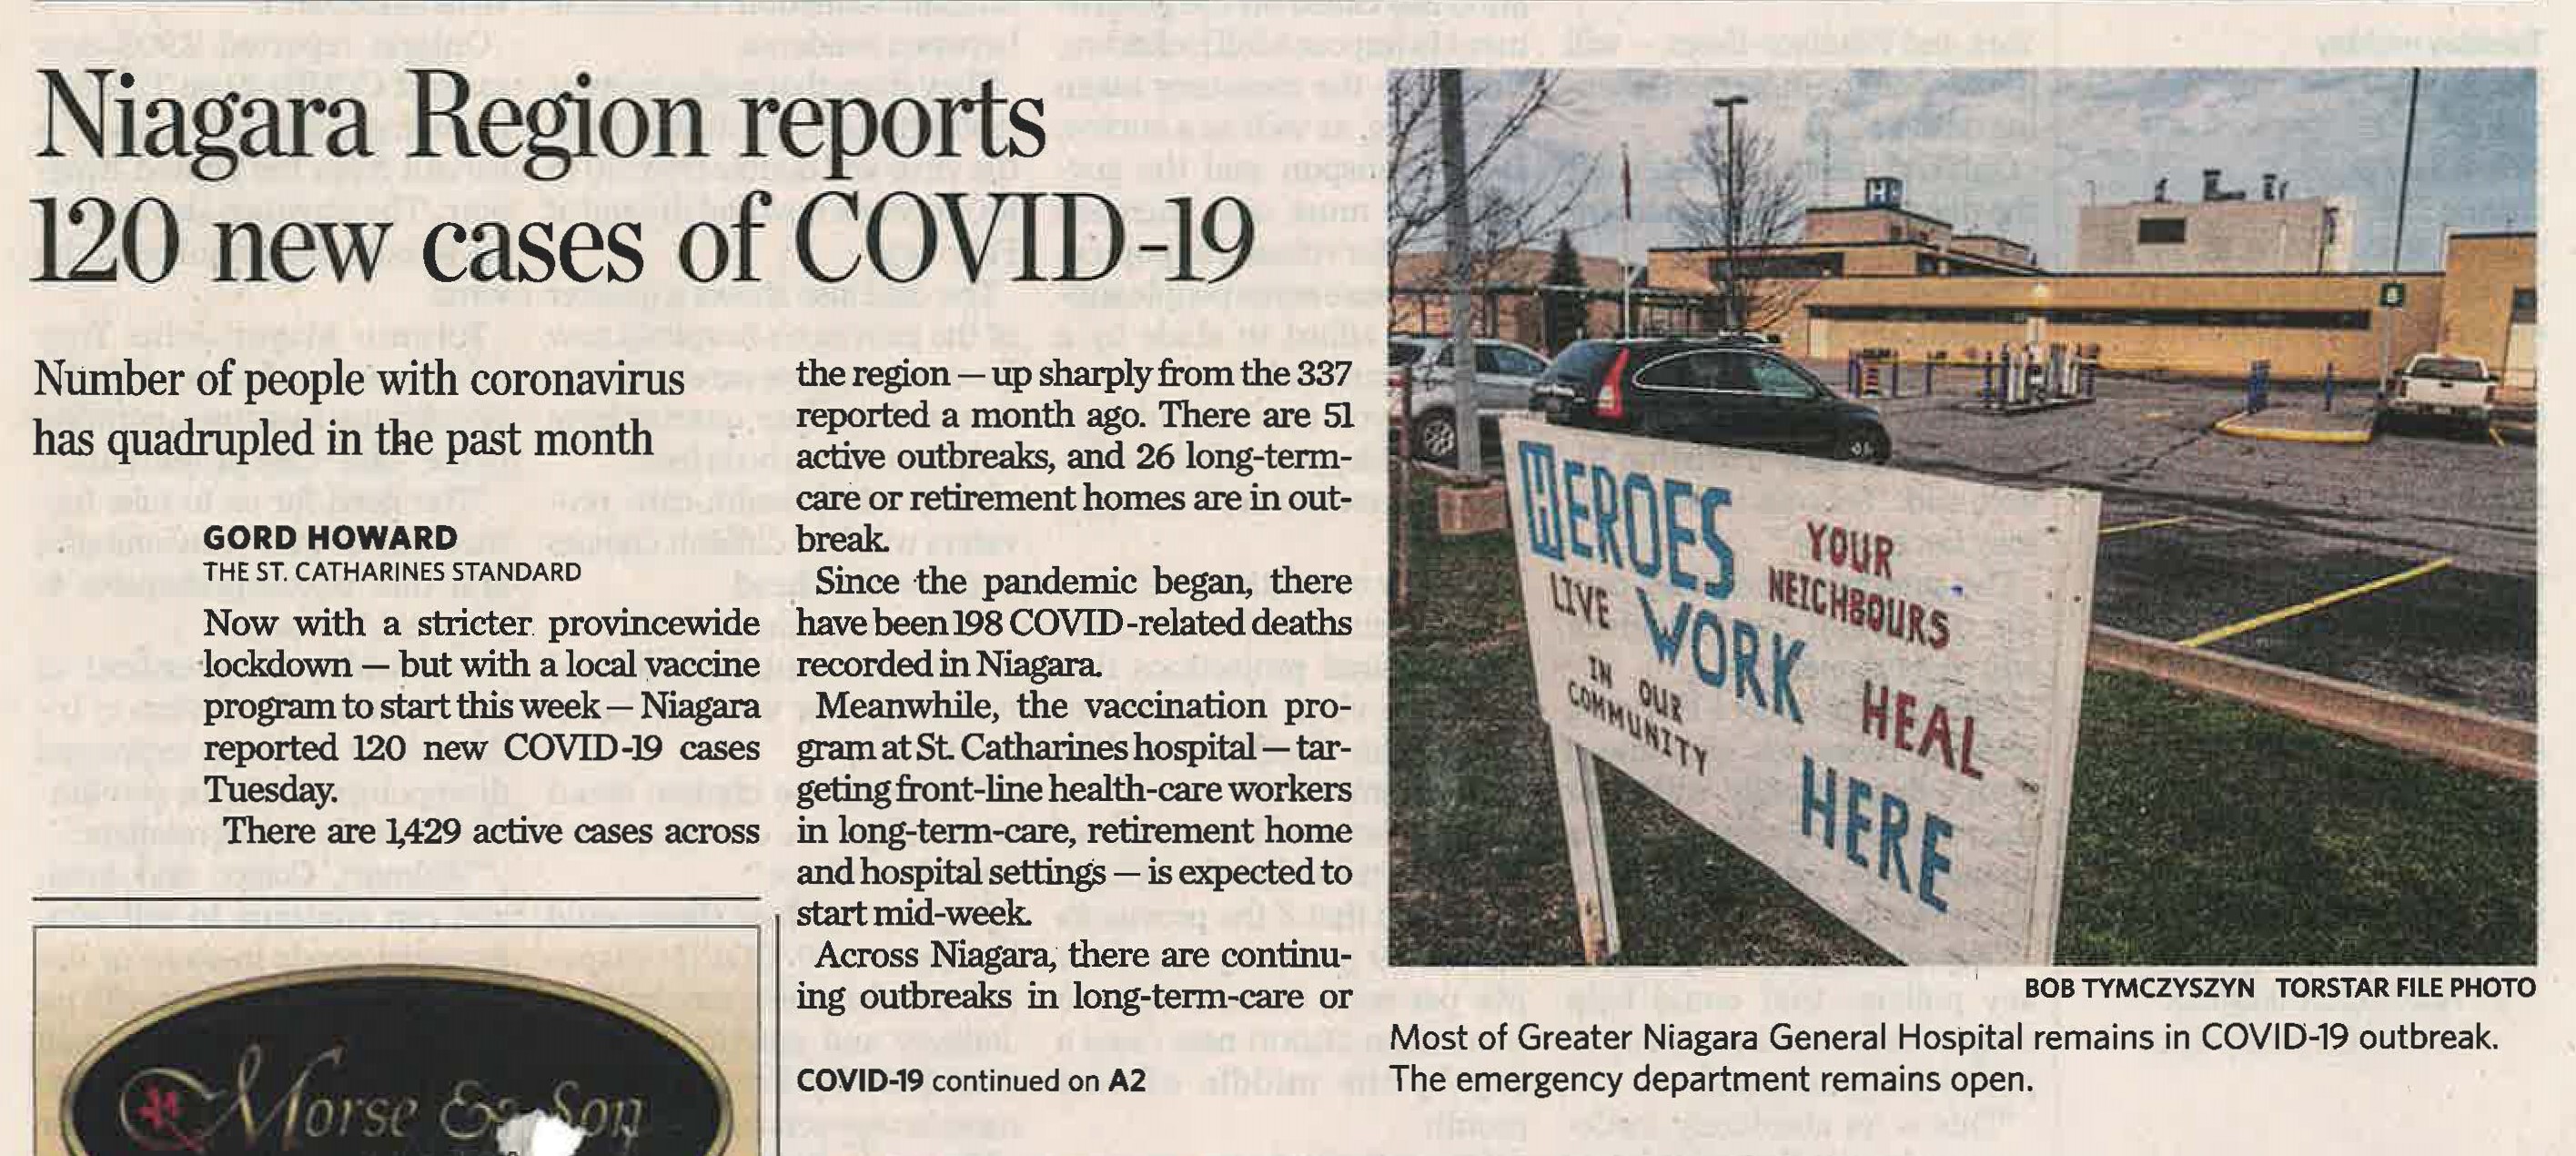 Niagara Region reports
120 new cases of COVID-19
Number of people with coronavirus
has quadrupled in the past month
GORD HOWARD
THE ST. CATHARINES STANDARD
Now with a stricter provincewide
lockdown — but with a local vaccine
program to start this week — Niagara
reported 120 new COVID-19 cases
Tuesday.
There are 1,429 active cases across
the region — up sharply from the 337
reported a month ago. There are 51
active outbreaks, and 26 long-term-
care or retirement homes are in out-
break.
Since the pandemic began, there
have been 198 COVID-related deaths
recorded in Niagara.
Meanwhile, the vaccination pro-
gram at St. Catharines hospital — tar-
geting front-line health-care workers
in long-term-care, retirement home
and hospital settings — is expected to
start mid-week.
Across Niagara, there are continu-
ing outbreaks in long-term-care or
COVID-19 continued on A2
H
8
HEROES
LIVE WORK
IN OUR
COMMUNITY
YOUR
NEIGHBOURS
HEAL
HERE
BOB TYMCZYSZYN TORSTAR FILE PHOTO
Most of Greater Niagara General Hospital remains in COVID-19 outbreak.
The emergency department remains open.
Morse & Son